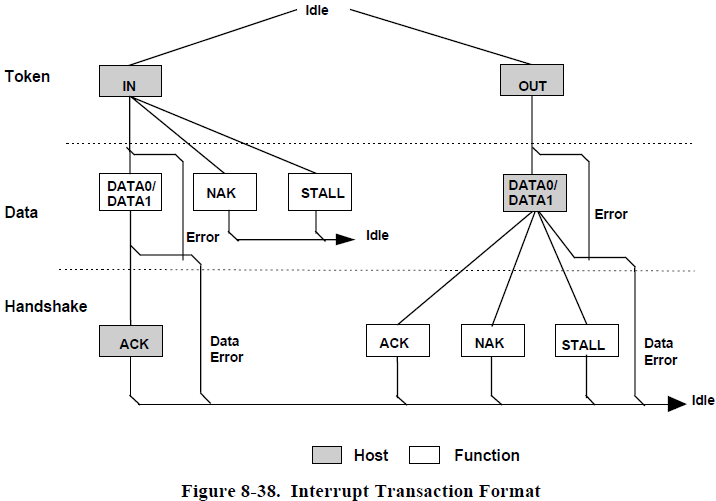 Idle
Token
IN
OUT
Data
DATA0/
DATA1
NAK
STALL
DATA0/
DATA1
Error
Idle
Error
Handshake
ACK
Data
Error
ACK
NAK
STALL
Data
Error
Idle
Host
Function
Figure 8-38. Interrupt Transaction Format